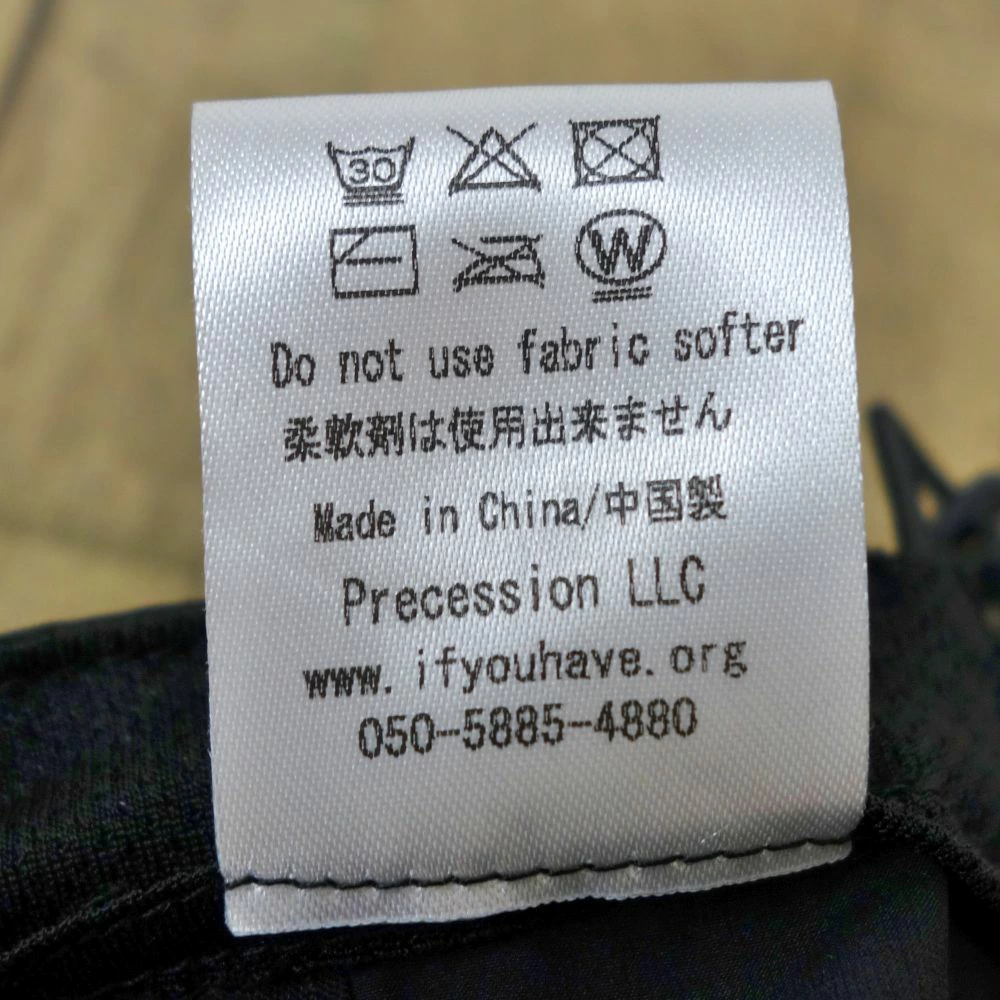 30
W
Do not use fabric softer
柔軟剤は使用出来ません
Made in China/中国製
Precession LLC
www.ifyouhave.org
050-5885-4880